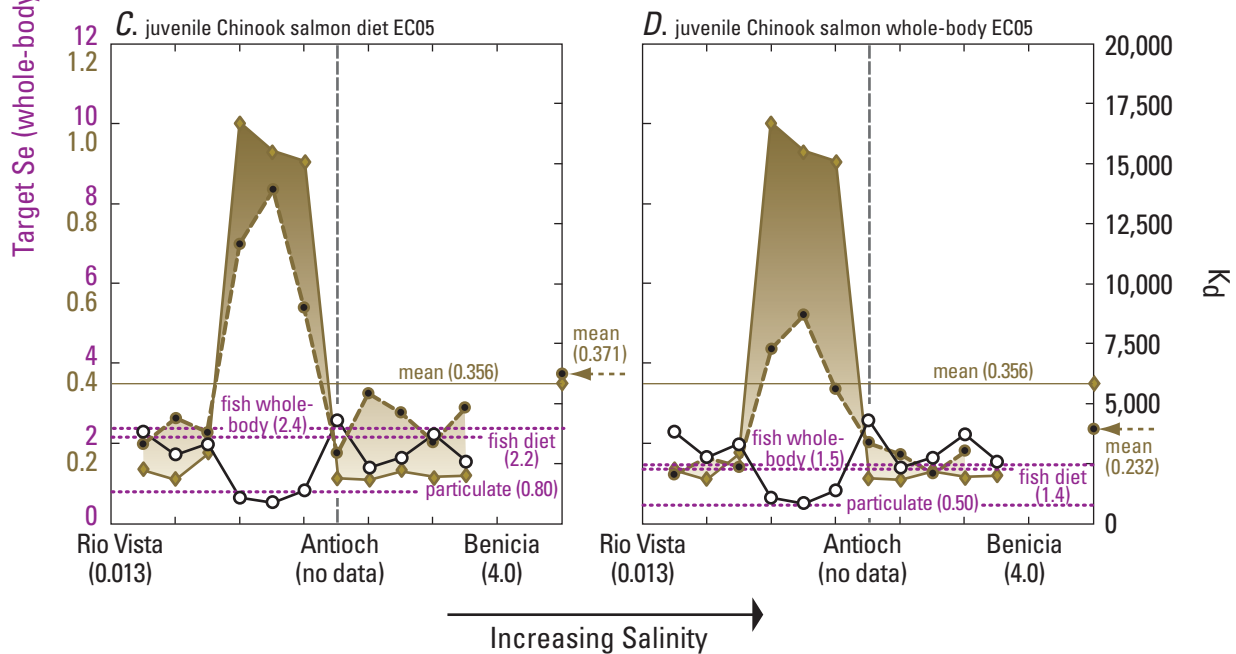 C. juvenile Chinook salmon diet EC05
D. juvenile Chinook salmon whole-body EC05
Target Se (whole-body
12
1.2
10
1.0
8
0.8
6
0.6
4
0.4
2
0.2
0
mean (0.356)
fish whole-
body (2.4)
fish diet
(2.2)
particulate (0.80)
mean
(0.371)
mean (0.356)
fish whole-
body (1.5)
fish diet
(1.4)
particulate (0.50)
mean
(0.232)
20,000
17,500
15,000
12,500
10,000
7,500
5,000
2,500
0
Kd
Rio Vista
(0.013)
Antioch
(no data)
Benicia
(4.0)
Rio Vista
(0.013)
Antioch
(no data)
Benicia
(4.0)
Increasing Salinity